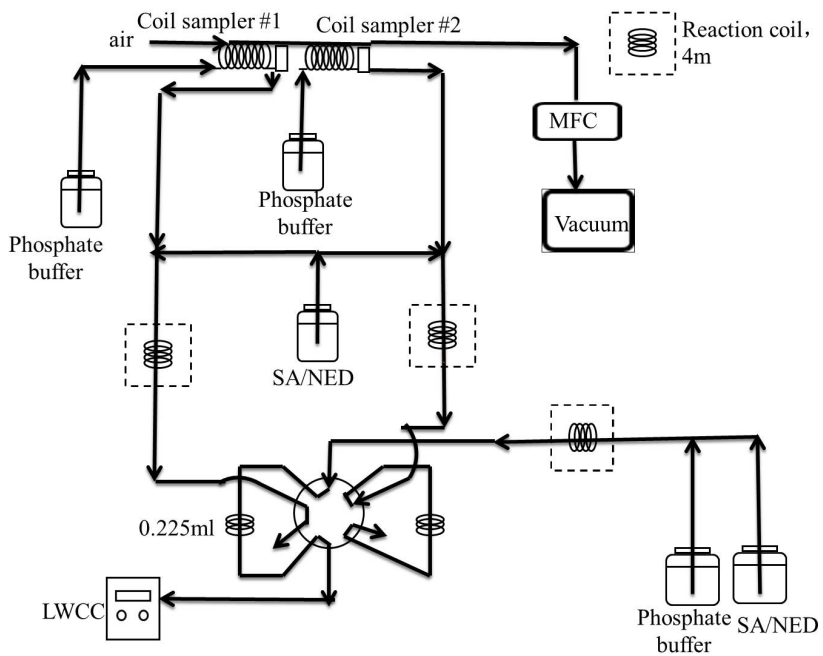 Coil sampler #1
Coil sampler #2
air
Reaction coil,
4m
MFC
Vacuum
Phosphate
buffer
Phosphate
buffer
SA/NED
0.225ml
LWCC
Phosphate
buffer
SA/NED